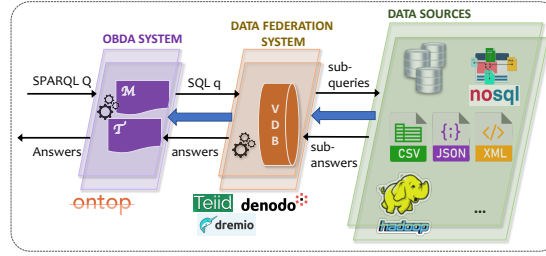 OBDA SYSTEM
DATA FEDERATION
SYSTEM
DATA SOURCES
SPARQL Q
SQL q
sub-
queries
M
T
V
D
B
nosql
CSV
JSON
XML
{;}
</>
Answers
answers
sub-
answers
ontop
Teiid
denodo
dremio
hadoop
...